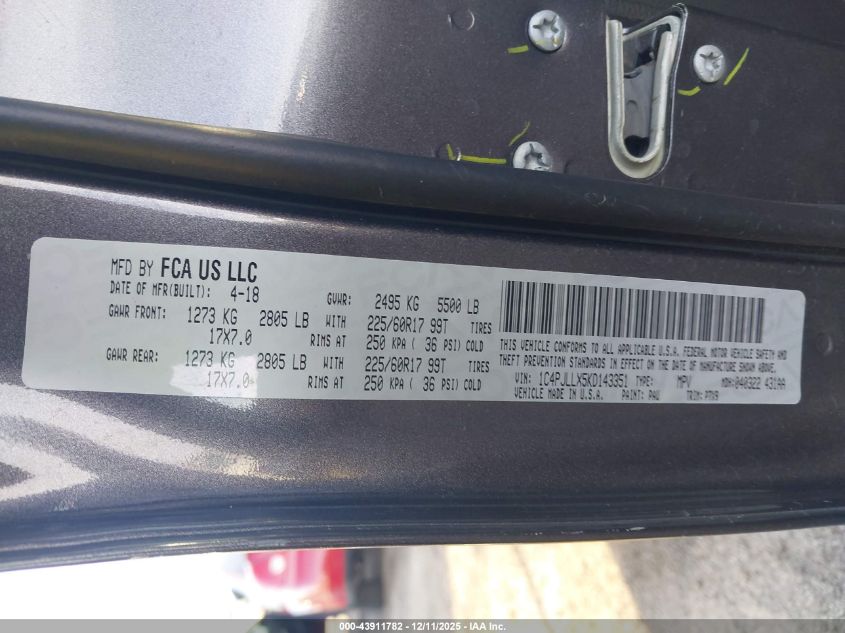 MFD BY FCA US LLC
DATE OF MFR(BUILT): 4-18 GVWR: 2495 KG 5500 LB
GAWR FRONT: 1273 KG 2805 LB WITH 225/60R17 99T TIRES
17X7.0 RIMS AT 250 KPA ( 36 PSI) COLD
GAWR REAR: 1273 KG 2805 LB WITH 225/60R17 99T TIRES
17X7.0 RIMS AT 250 KPA ( 36 PSI) COLD
THIS VEHICLE CONFORMS TO ALL APPLICABLE U.S.A. FEDERAL MOTOR VEHICLE SAFETY AND
THEFT PREVENTION STANDARDS IN EFFECT ON THE DATE OF MANUFACTURE SHOWN ABOVE.
VIN: 1C4PJLLX5KD143351 TYPE: MPV MDH: 040322 431AA
VEHICLE MADE IN U.S.A. PAINT: PAU TRIM: PTX9
000-43911782 - 12/11/2025 - IAA Inc.